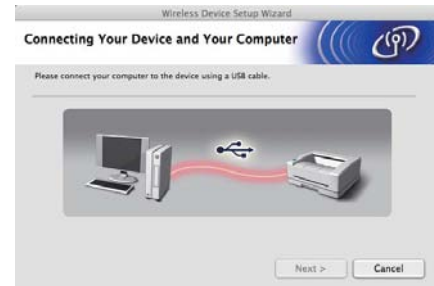 Wireless Device Setup Wizard
Connecting Your Device and Your Computer
Please connect your computer to the device using a USB cable.
Next >
Cancel